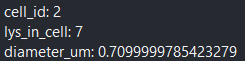 cell_id: 2
lys_in_cell: 7
diameter_um: 0.7099999785423279